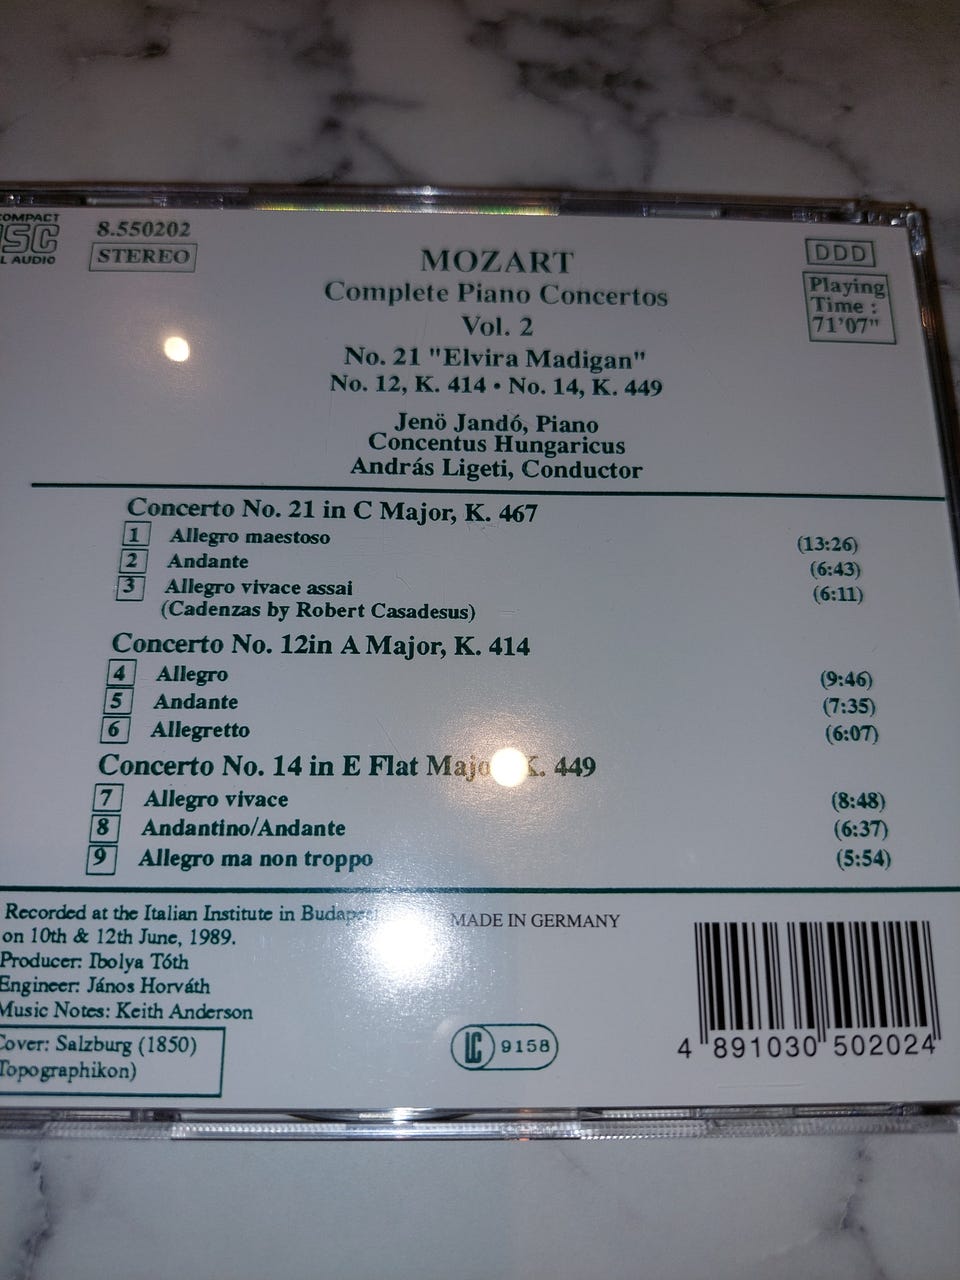 COMPACT
ISC
L AUDIO
8.550202
STEREO
DDD
Playing
Time :
71'07"
MOZART
Complete Piano Concertos
Vol. 2
No. 21 "Elvira Madigan"
No. 12, K. 414 • No. 14, K. 449
Jenö Jandó, Piano
Concentus Hungaricus
András Ligeti, Conductor
Concerto No. 21 in C Major, K. 467
1 Allegro maestoso (13:26)
2 Andante (6:43)
3 Allegro vivace assai (6:11)
(Cadenzas by Robert Casadesus)
Concerto No. 12in A Major, K. 414
4 Allegro (9:46)
5 Andante (7:35)
6 Allegretto (6:07)
Concerto No. 14 in E Flat Majo K. 449
7 Allegro vivace (8:48)
8 Andantino/Andante (6:37)
9 Allegro ma non troppo (5:54)
Recorded at the Italian Institute in Budapest
on 10th & 12th June, 1989.
Producer: Ibolya Tóth
Engineer: János Horváth
Music Notes: Keith Anderson
Cover: Salzburg (1850)
Topographikon)
MADE IN GERMANY
LC 9158
4 891030 502024